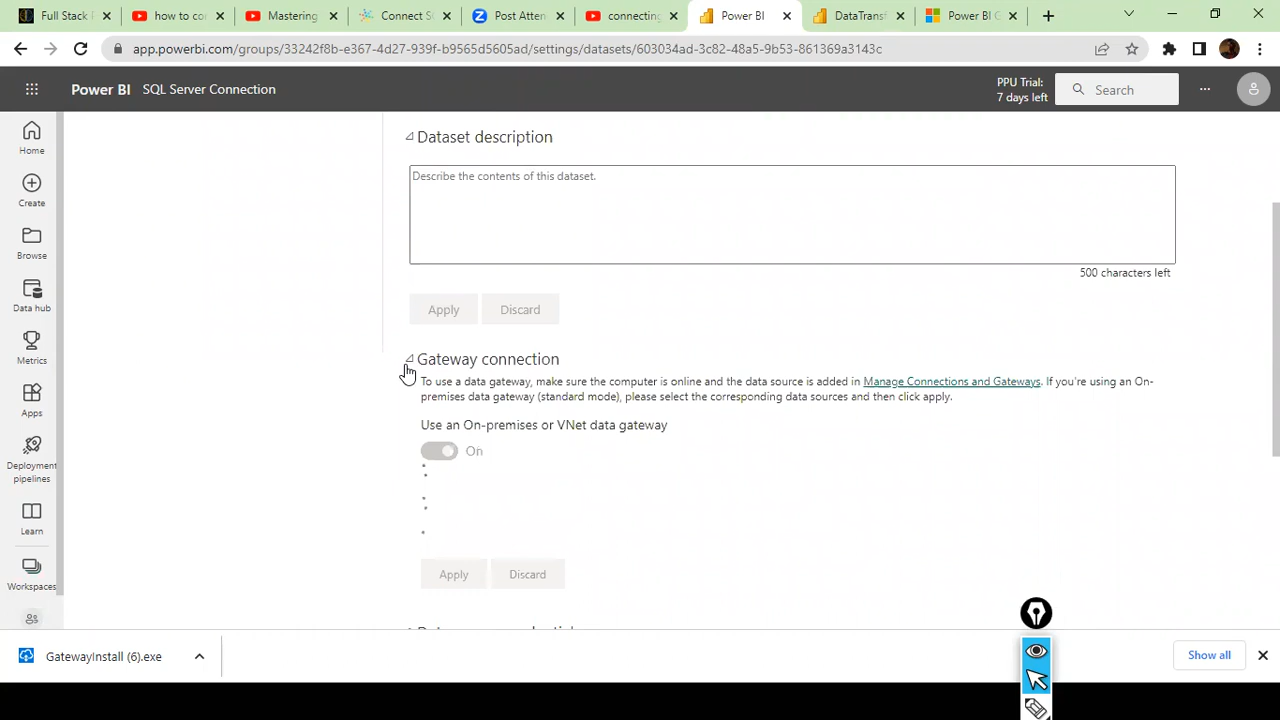 Full Stack P
how to co
Mastering
Connect S
Post Atten
connecting
Power BI
DataTransf
Power BI G
app.powerbi.com/groups/33242f8b-e367-4d27-939f-b9565d5605ad/settings/datasets/603034ad-3c82-48a5-9b53-861369a3143c
Power BI SQL Server Connection
PPU Trial:
7 days left
Search
Home
Create
Browse
Data hub
Metrics
Apps
Deployment
pipelines
Learn
Workspaces
Dataset description
Describe the contents of this dataset.
500 characters left
Apply Discard
Gateway connection
To use a data gateway, make sure the computer is online and the data source is added in Manage Connections and Gateways. If you're using an On-
premises data gateway (standard mode), please select the corresponding data sources and then click apply.
Use an On-premises or VNet data gateway
On
Apply Discard
GatewayInstall (6).exe
Show all